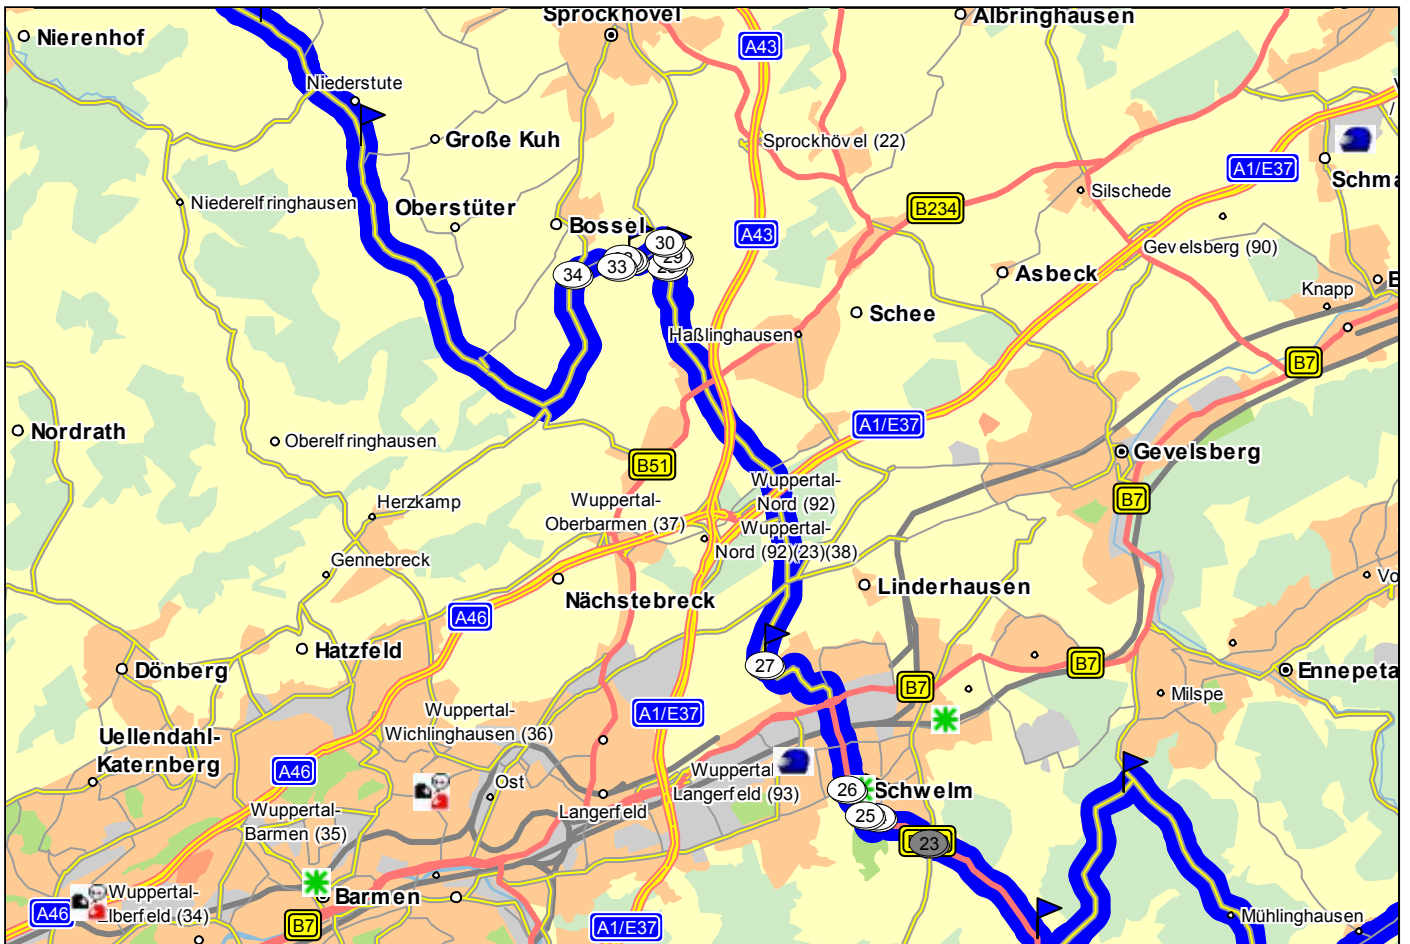 Sprockhövel
Albringhausen
Nierenhof
A43
Niederstute
Große Kuh
Sprockhövel (22)
A1/E37
Silschede
Niederelfringhausen
Oberstüter
B234
Bossel
A43
30
Gevelsberg (90)
33
34
Asbeck
Knapp
Schee
Haßlinghausen
B7
A1/E37
Nordrath
Oberelfringhausen
Gevelsberg
B51
Wuppertal-
Nord (92)
B7
Herzkamp
Wuppertal-
Oberbarmen (37)
Wuppertal-
Nord (92)(23)(38)
Gennebreck
Linderhausen
Nächstebreck
A46
Hatzfeld
Dönberg
27
B7
B7
Ennepeta
Milspe
Wuppertal-
Wichlinghausen (36)
A1/E37
Uellendahl-
Katernberg
A46
Ost
Wuppertal
Langerfeld (93)
26
Schwelm
Wuppertal-
Barmen (35)
Langerfeld
25
23
Barmen
Wuppertal-
Elberfeld (34)
A46
B7
A1/E37
Mühlinghausen